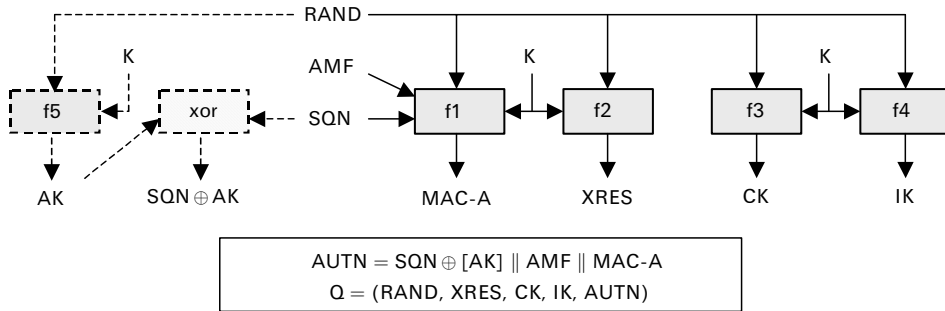 RAND
K
AMF
K
K
f5
xor
SQN
f1
f2
f3
f4
AK
SQN ⊕ AK
MAC-A
XRES
CK
IK
AUTN = SQN ⊕ [AK] || AMF || MAC-A
Q = (RAND, XRES, CK, IK, AUTN)